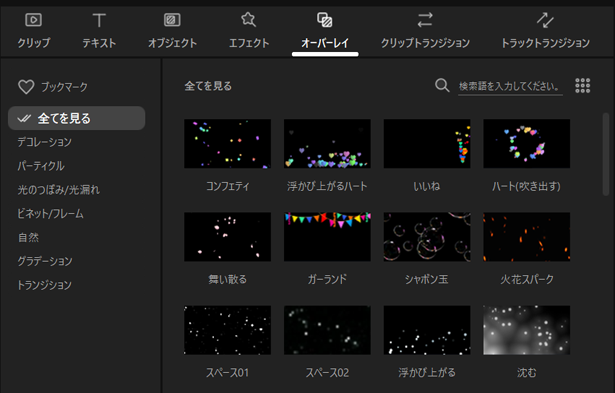 クリップ テキスト オブジェクト エフェクト オーバーレイ クリップトランジション トラックトランジション
ブックマーク
全てを見る
デコレーション
パーティクル
光のつぼみ/光漏れ
ビネット/フレーム
自然
グラデーション
トランジション
全てを見る 検索語を入力してください。
コンフェティ 浮かび上がるハート いいね ハート(吹き出す)
舞い散る ガーランド シャボン玉 火花スパーク
スペース01 スペース02 浮かび上がる 沈む